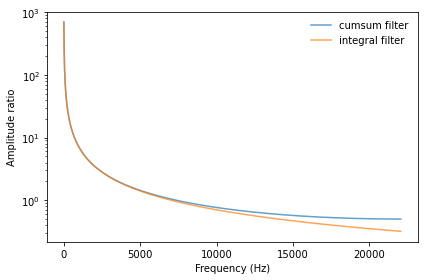 cumsum filter
integral filter
Amplitude ratio
10³
10²
10¹
10⁰
0
5000
10000
15000
20000
Frequency (Hz)